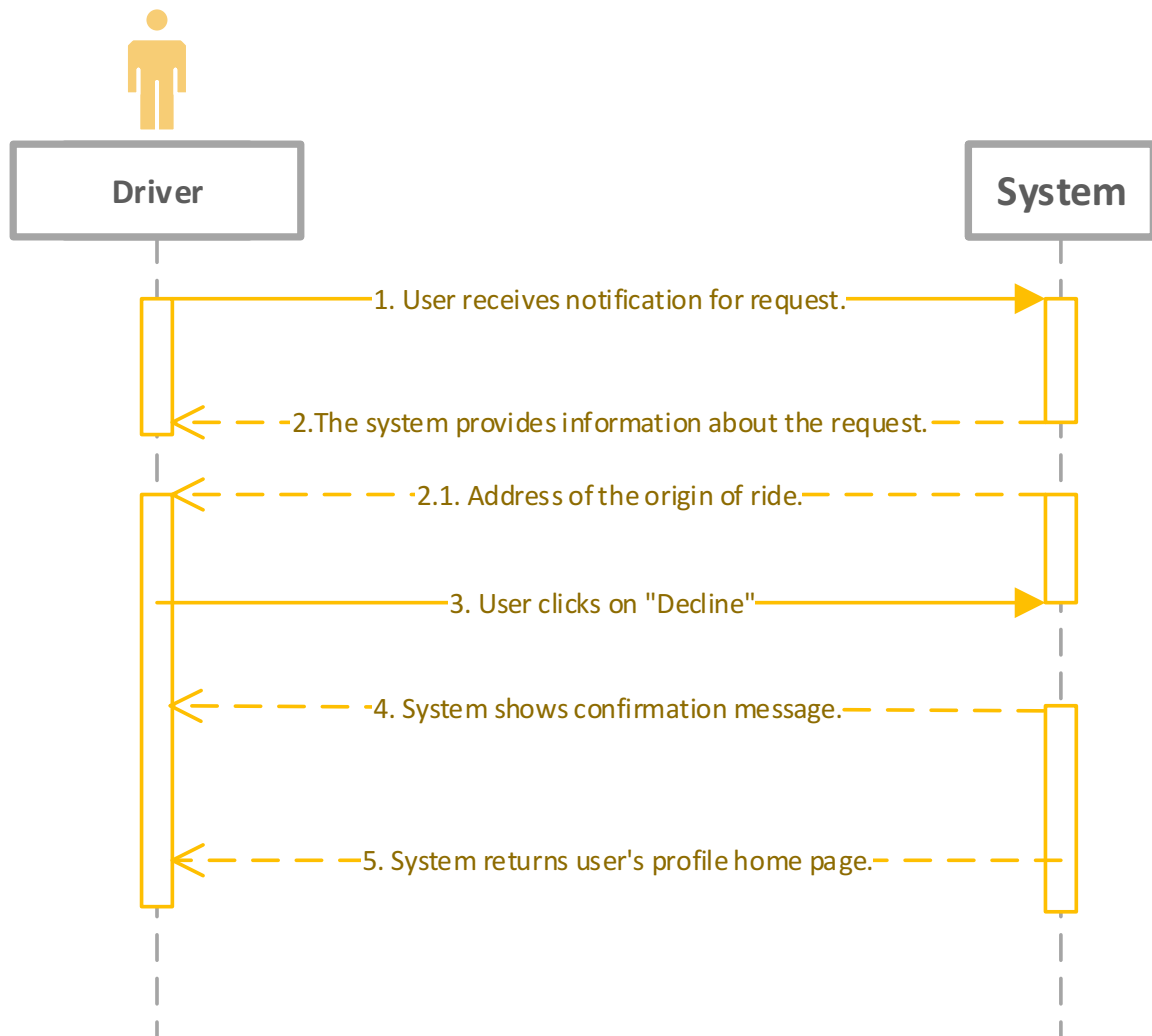 Driver
System
1. User receives notification for request.
2.The system provides information about the request.
2.1. Address of the origin of ride.
3. User clicks on "Decline"
4. System shows confirmation message.
5. System returns user's profile home page.